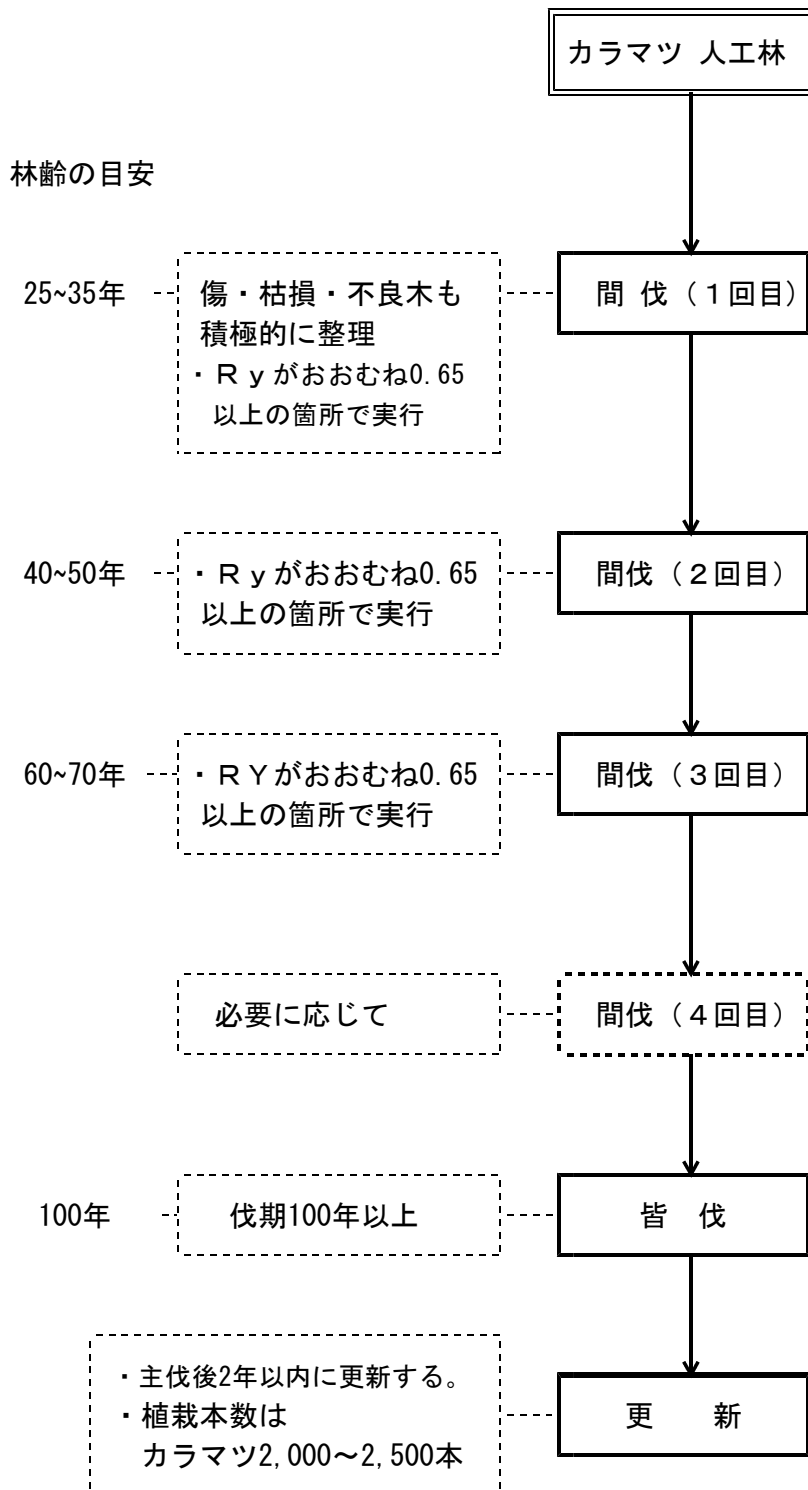 カラマツ 人工林
林齢の目安
25~35年
傷・枯損・不良木も
積極的に整理
・Ｒｙがおおむね0.65
以上の箇所で実行
間 伐（１回目）
40~50年
・Ｒｙがおおむね0.65
以上の箇所で実行
間伐（２回目）
60~70年
・ＲＹがおおむね0.65
以上の箇所で実行
間伐（３回目）
必要に応じて
間伐（４回目）
100年
伐期100年以上
皆　伐
・主伐後2年以内に更新する。
・植栽本数は
カラマツ2,000～2,500本
更　　新